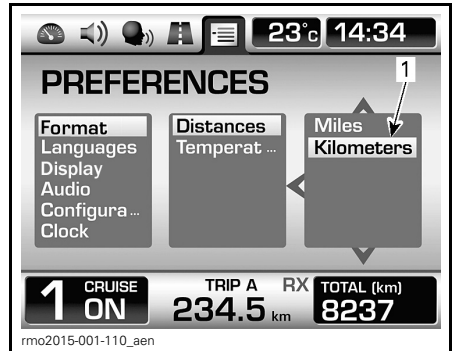 23°c 14:34
1
PREFERENCES
Format
Languages
Display
Audio
Configura ...
Clock
Distances
Temperat ...
Miles
Kilometers
1 CRUISE ON
TRIP A RX
234.5 km
TOTAL (km)
8237
rmo2015-001-110_aen